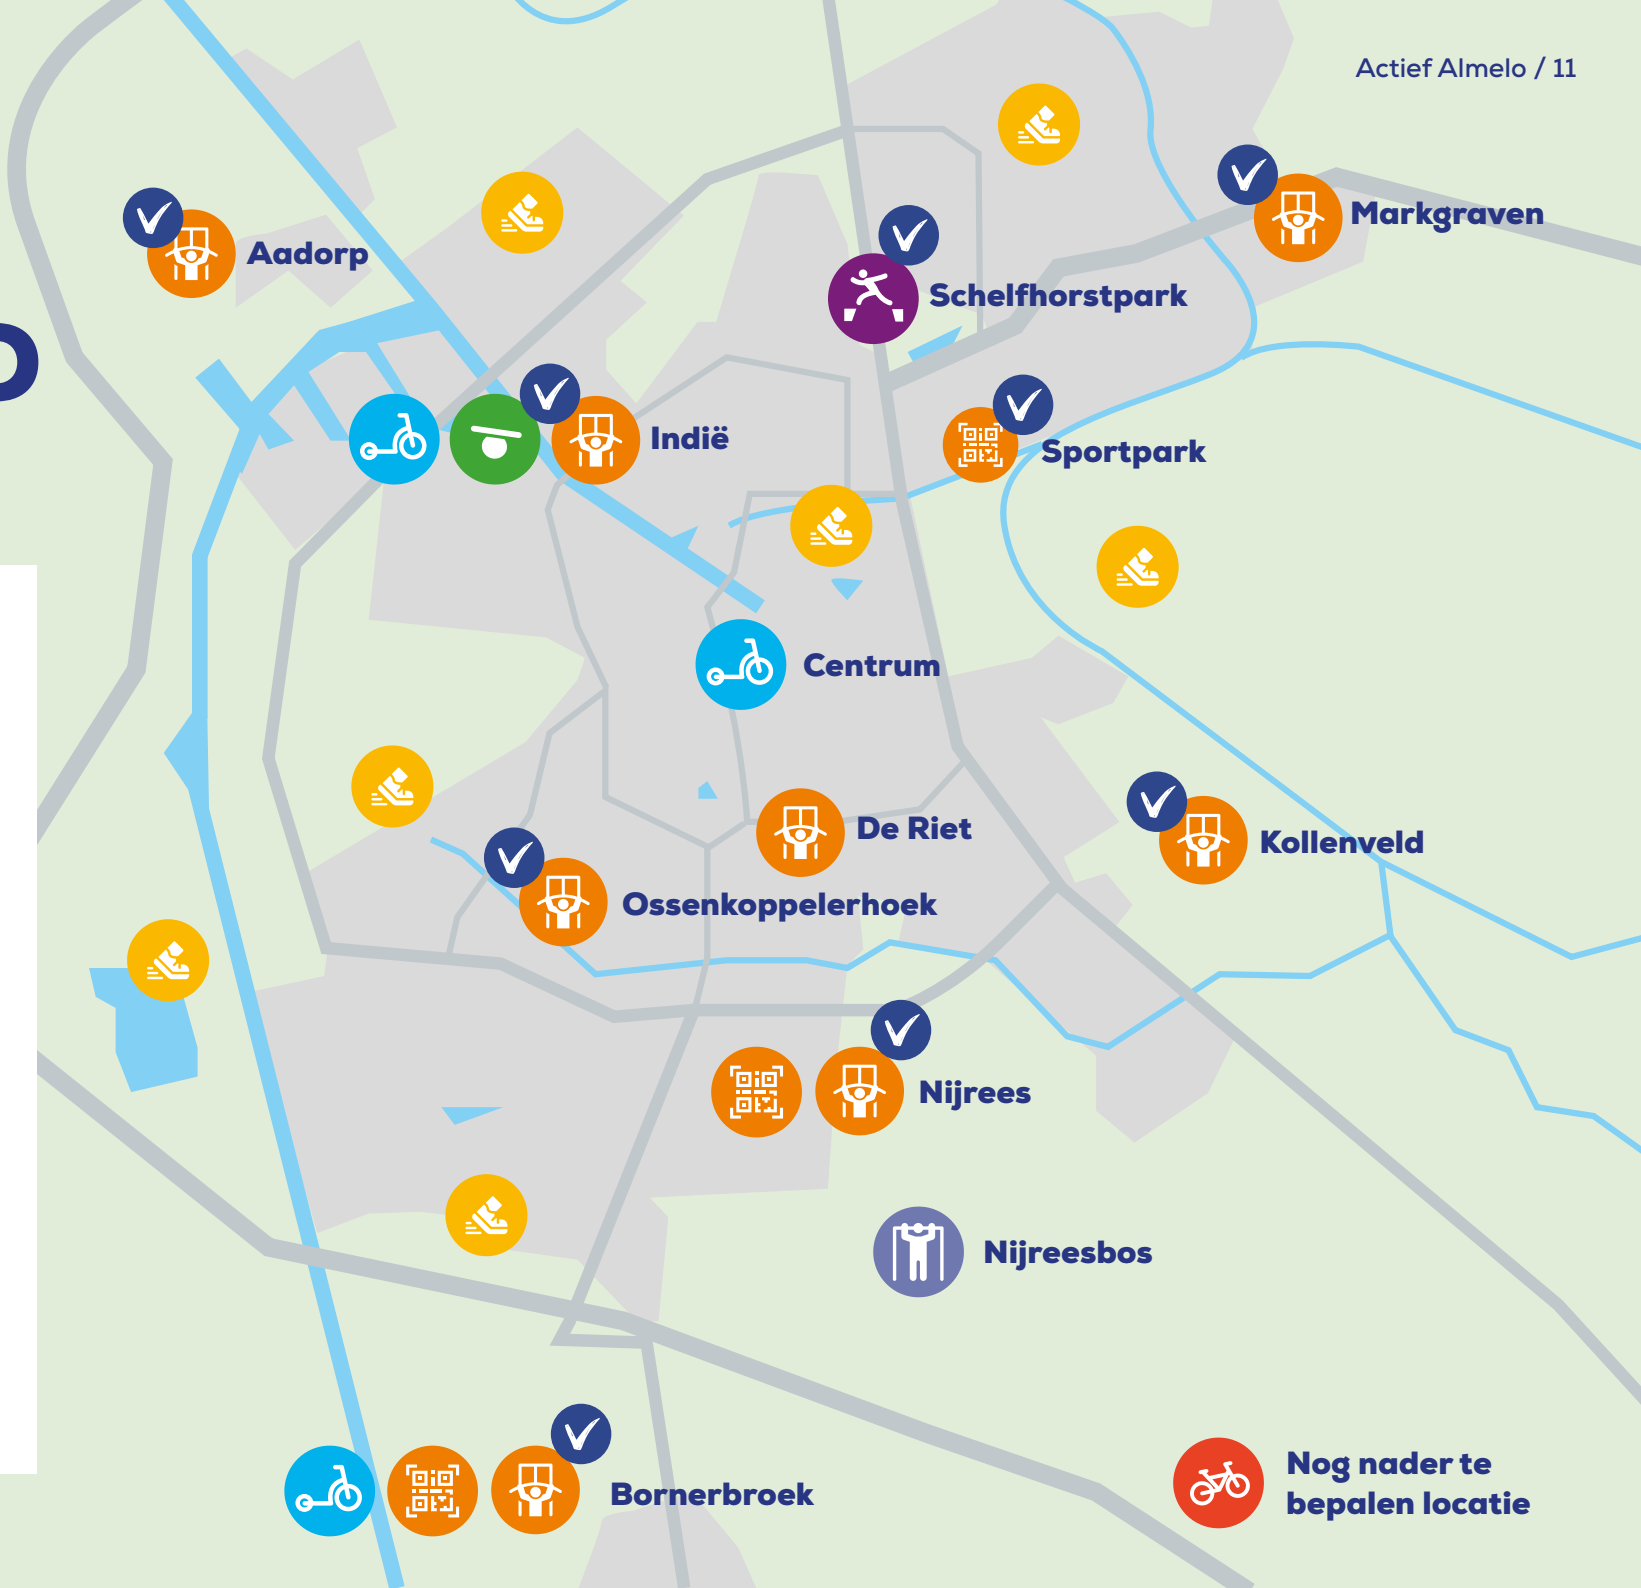 Actief Almelo / 11
Markgraven
Aadorp
Schelfhorstpark
Indië
Sportpark
Centrum
De Riet
Kollenveld
Ossenkoppelerhoek
Nijrees
Nijreesbos
Nog nader te
bepalen locatie
Bornerbroek